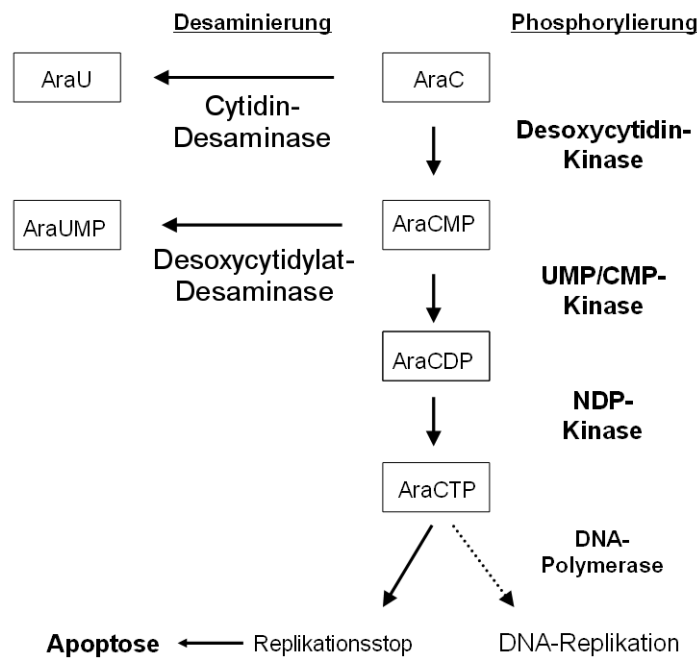 Desaminierung
Phosphorylierung
AraU
AraC
Cytidin-
Desaminase
Desoxycytidin-
Kinase
AraUMP
AraCMP
Desoxycytidylat-
Desaminase
UMP/CMP-
Kinase
AraCDP
NDP-
Kinase
AraCTP
DNA-
Polymerase
Apoptose
Replikationsstop
DNA-Replikation